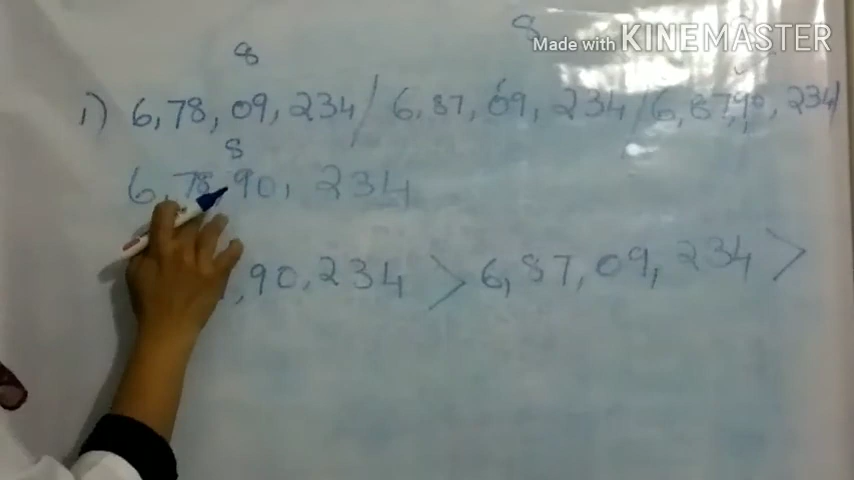 8 Made with KINEMASTER
8
1) 6,78,09,234/ 6,87,09,234/6,87,90,234/
8
6,78,90,234
,90,234 > 6,87,09,234 >